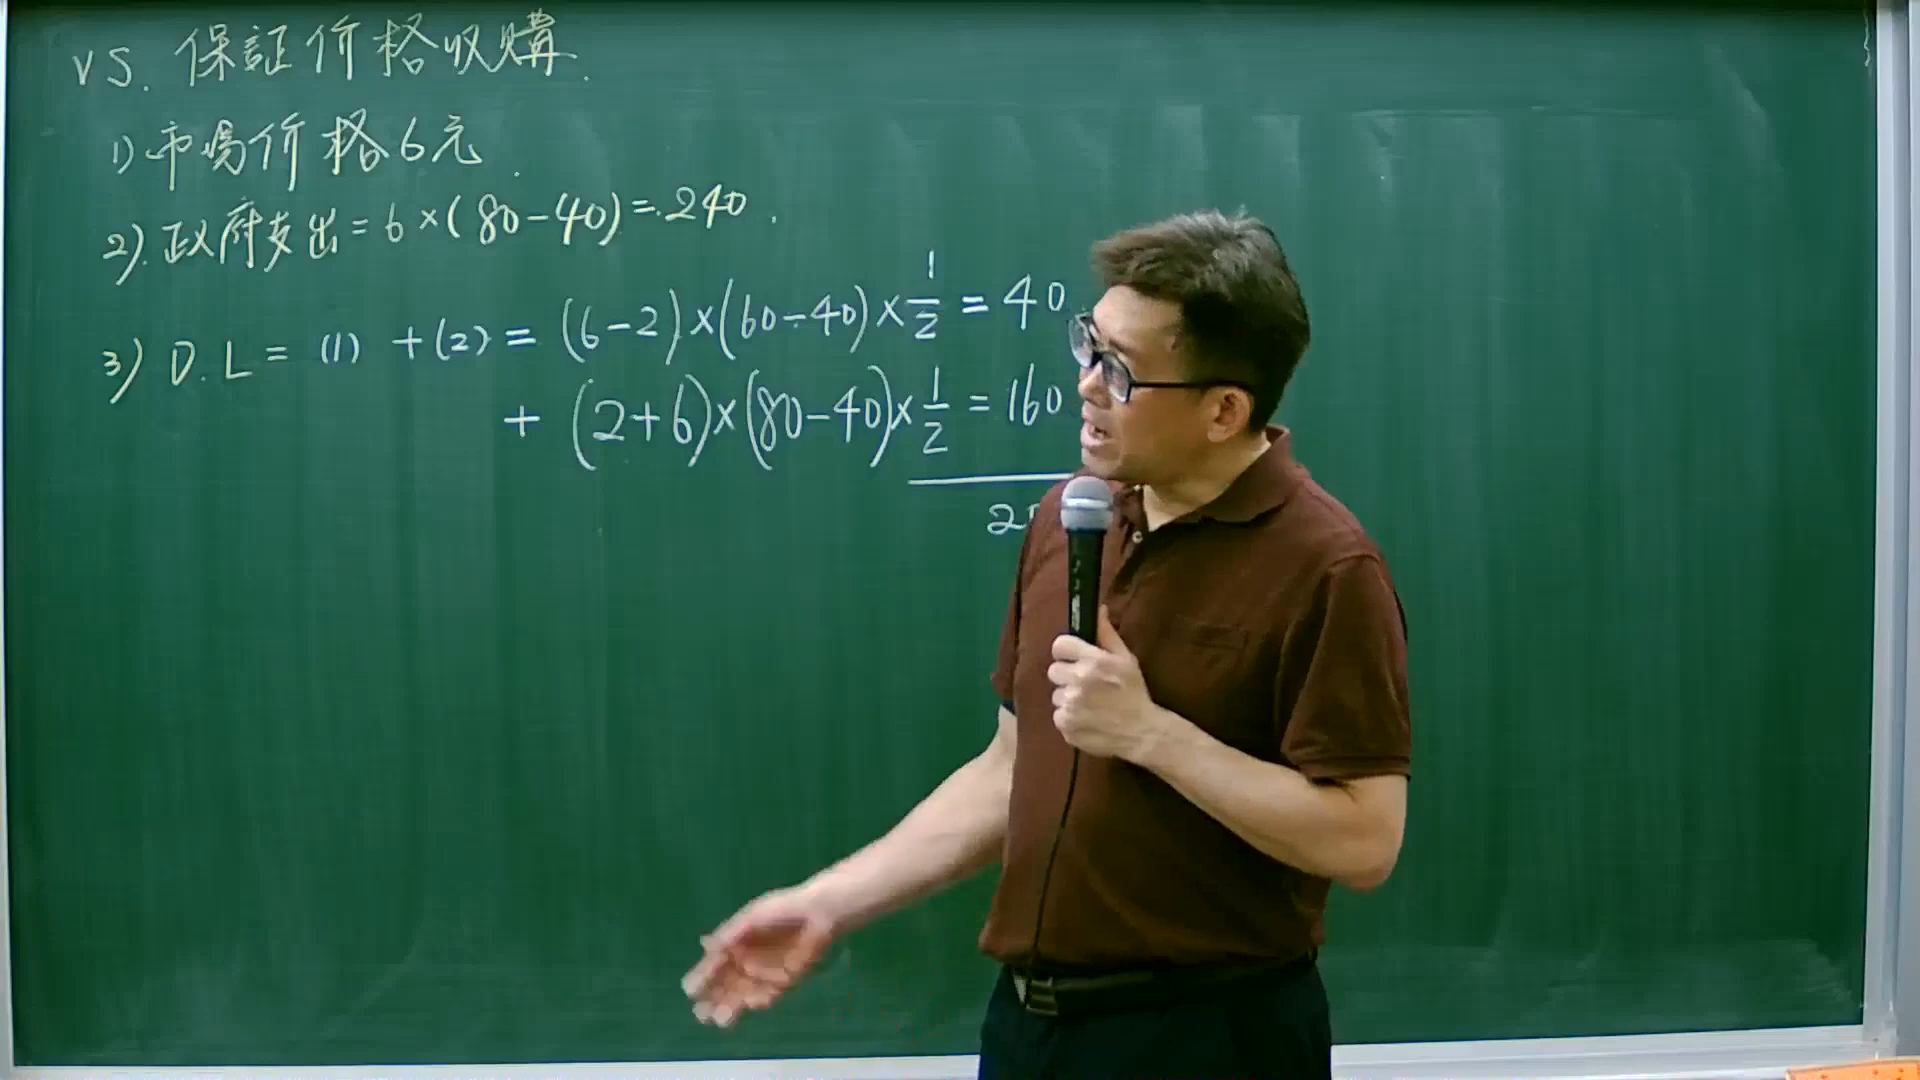 vs. 保証价格收購.
1) 市場价格6元.
2). 政府支出=6×(80-40)=240.
3) D.L= (1) +(2) = (6-2)×(60-40)×1/2 = 40
+ (2+6)×(80-40)×1/2 = 160